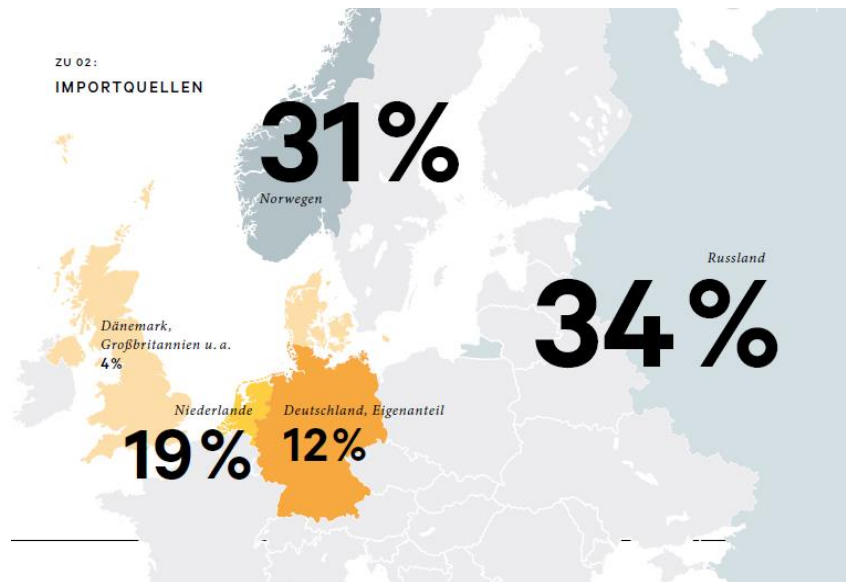 ZU 02:
IMPORTQUELLEN
31%
Norwegen
Russland
34%
Dänemark,
Großbritannien u. a.
4%
Niederlande
19%
Deutschland, Eigenanteil
12%